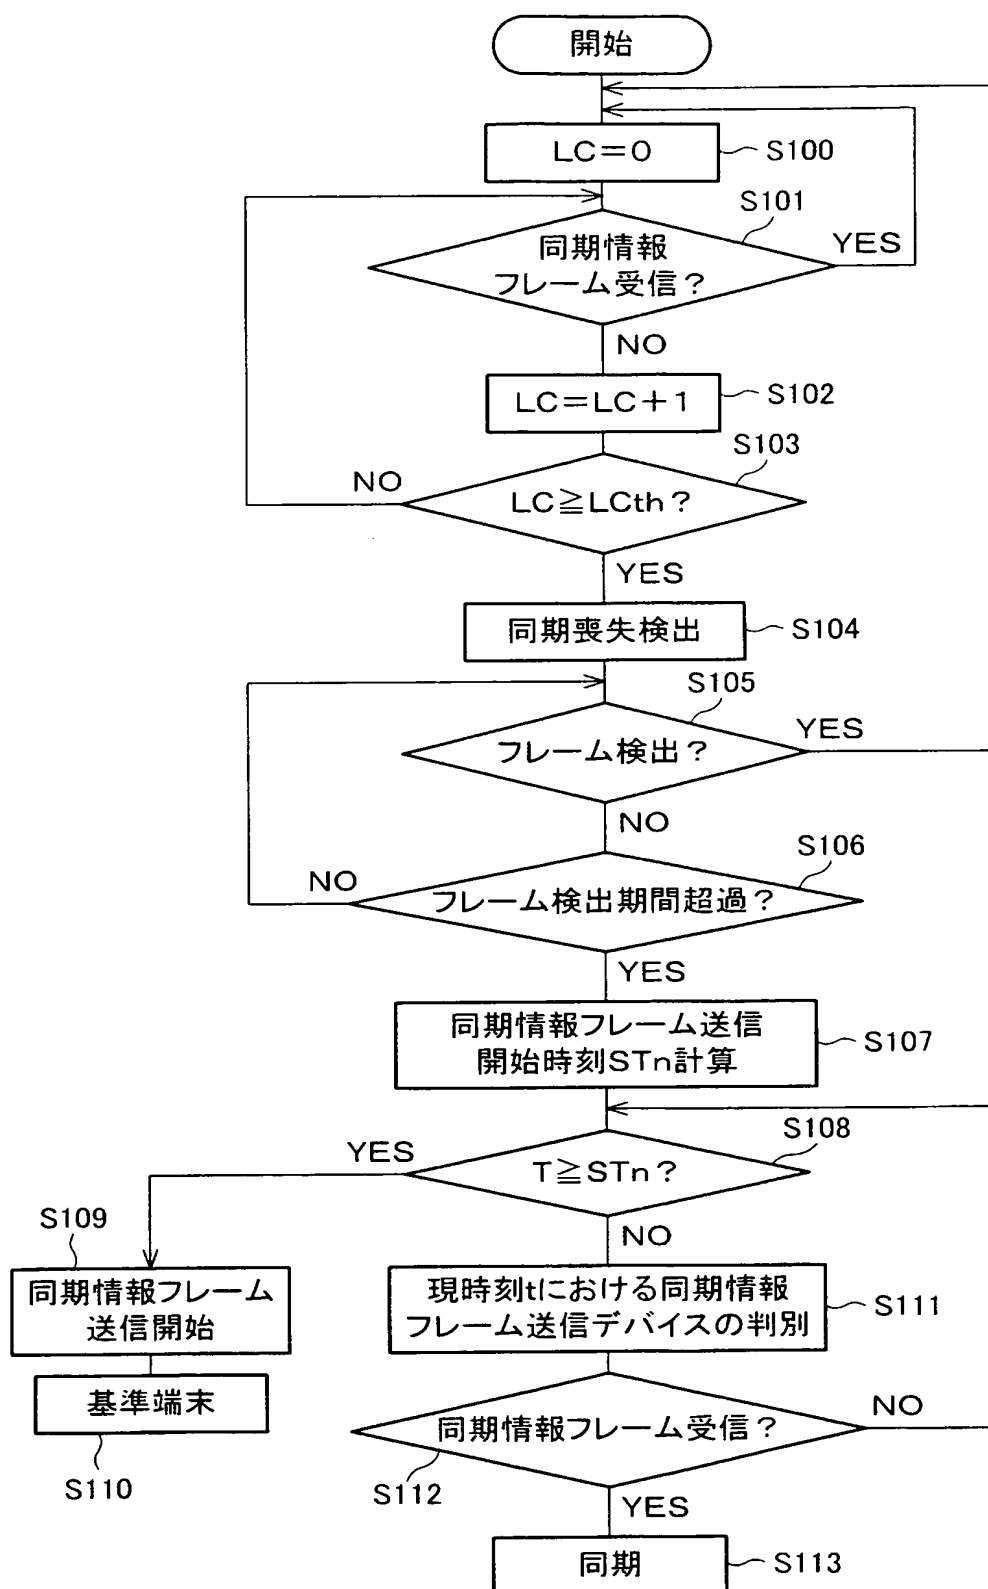 開始
LC=0
S100
S101
同期情報
フレーム受信?
YES
NO
LC=LC+1
S102
S103
NO
LC≧LCth?
YES
同期喪失検出
S104
S105
フレーム検出?
YES
NO
S106
NO
フレーム検出期間超過?
YES
同期情報フレーム送信
開始時刻STn計算
S107
S108
YES
T≧STn?
S109
NO
同期情報フレーム
送信開始
現時刻tにおける同期情報
フレーム送信デバイスの判別
S111
基準端末
S110
同期情報フレーム受信?
NO
S112
YES
同期
S113